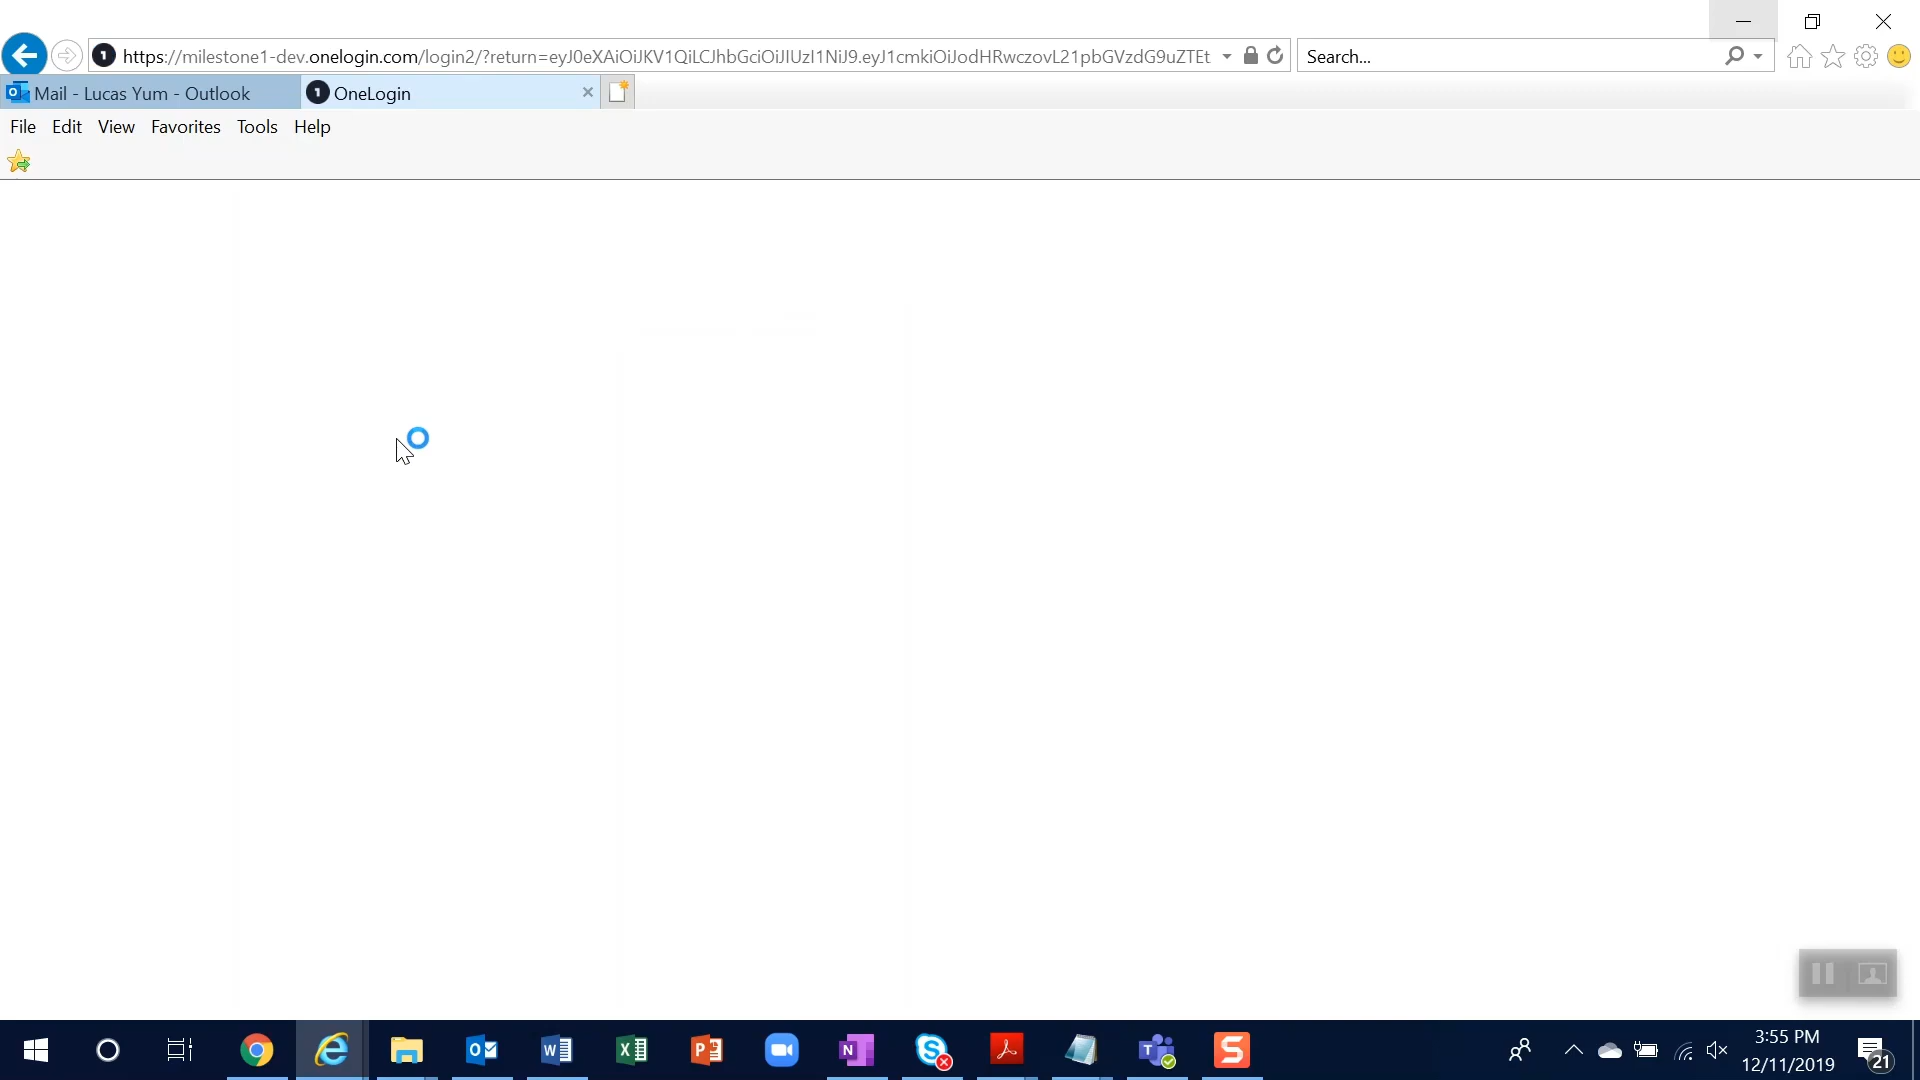 https://milestone1-dev.onelogin.com/login2/?return=eyJ0eXAiOiJKV1QiLCJhbGciOiJIUzI1NiJ9.eyJ1cmkiOiJodHRwczovL21pbGVzdG9uZTEt
Search...
Mail - Lucas Yum - Outlook
OneLogin
File Edit View Favorites Tools Help
3:55 PM
12/11/2019
21